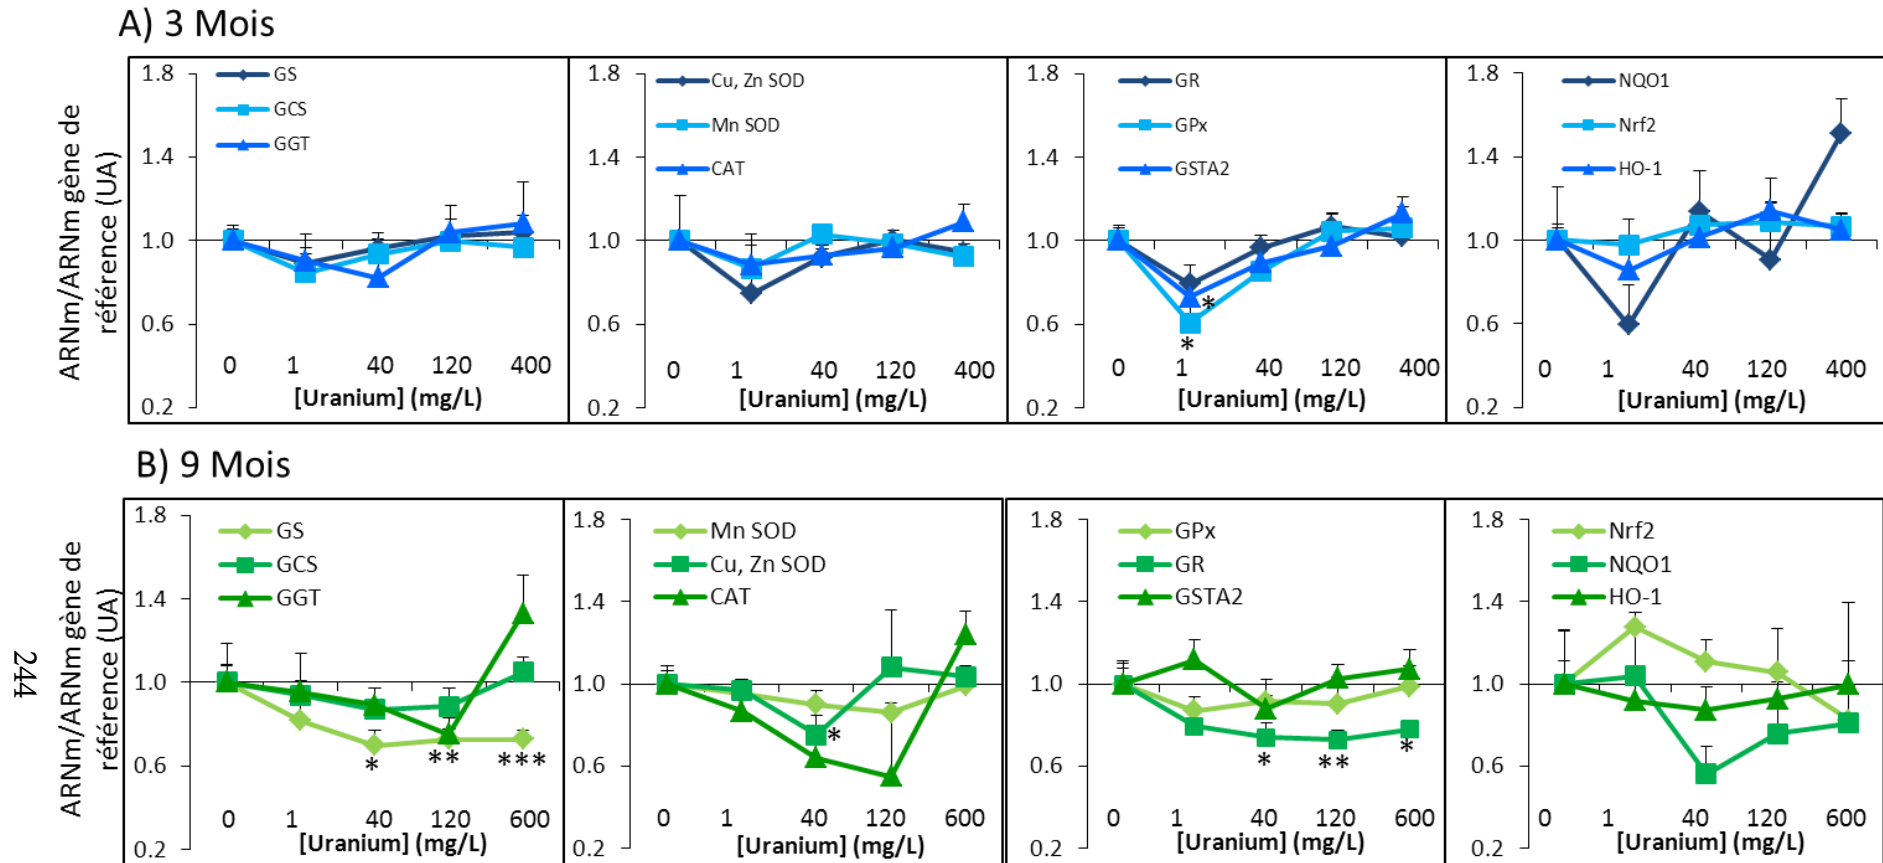 A) 3 Mois
ARNm/ARNm gène de
référence (UA)
1.8
1.4
1.0
0.6
0.2
GS
GCS
GGT
0 1 40 120 400
[Uranium] (mg/L)
1.8
1.4
1.0
0.6
0.2
Cu, Zn SOD
Mn SOD
CAT
0 1 40 120 400
[Uranium] (mg/L)
1.8
1.4
1.0
0.6
0.2
GR
GPx
GSTA2
*
*
0 1 40 120 400
[Uranium] (mg/L)
1.8
1.4
1.0
0.6
0.2
NQO1
Nrf2
HO-1
0 1 40 120 400
[Uranium] (mg/L)
B) 9 Mois
244
ARNm/ARNm gène de
référence (UA)
1.8
1.4
1.0
0.6
0.2
GS
GCS
GGT
* ** ***
0 1 40 120 600
[Uranium] (mg/L)
1.8
1.4
1.0
0.6
0.2
Mn SOD
Cu, Zn SOD
CAT
*
0 1 40 120 600
[Uranium] (mg/L)
1.8
1.4
1.0
0.6
0.2
GPx
GR
GSTA2
* ** *
0 1 40 120 600
[Uranium] (mg/L)
1.8
1.4
1.0
0.6
0.2
Nrf2
NQO1
HO-1
0 1 40 120 600
[Uranium] (mg/L)